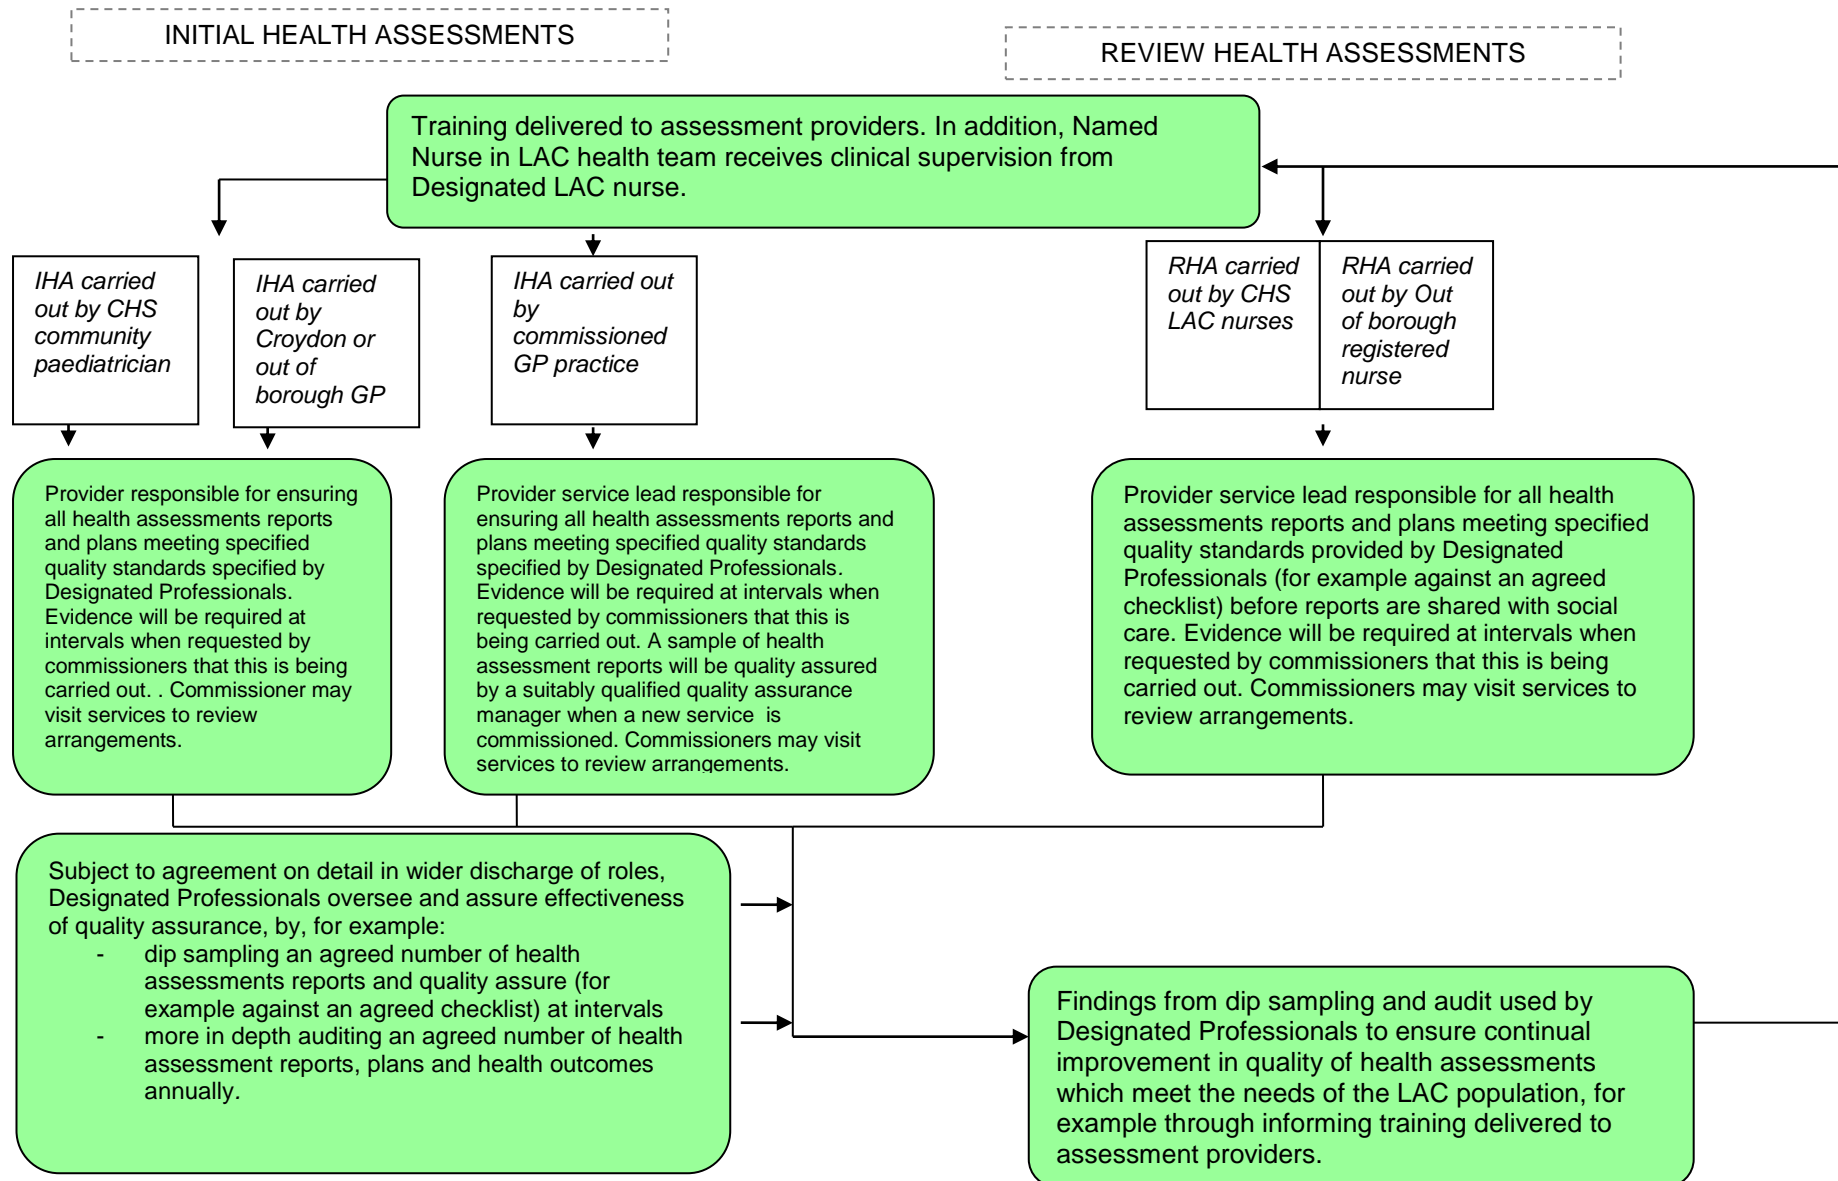 INITIAL HEALTH ASSESSMENTS
REVIEW HEALTH ASSESSMENTS
Training delivered to assessment providers. In addition, Named
Nurse in LAC health team receives clinical supervision from
Designated LAC nurse.
IHA carried
out by CHS
community
paediatrician
IHA carried
out by
Croydon or
out of
borough GP
IHA carried out
by
commissioned
GP practice
RHA carried
out by CHS
LAC nurses
RHA carried
out by Out
of borough
registered
nurse
Provider responsible for ensuring
all health assessments reports
and plans meeting specified
quality standards specified by
Designated Professionals.
Evidence will be required at
intervals when requested by
commissioners that this is being
carried out. . Commissioner may
visit services to review
arrangements.
Provider service lead responsible for
ensuring all health assessments reports and
plans meeting specified quality standards
specified by Designated Professionals.
Evidence will be required at intervals when
requested by commissioners that this is
being carried out. A sample of health
assessment reports will be quality assured
by a suitably qualified quality assurance
manager when a new service  is
commissioned. Commissioners may visit
services to review arrangements.
Provider service lead responsible for all health
assessments reports and plans meeting specified
quality standards provided by Designated
Professionals (for example against an agreed
checklist) before reports are shared with social
care. Evidence will be required at intervals when
requested by commissioners that this is being
carried out. Commissioners may visit services to
review arrangements.
Subject to agreement on detail in wider discharge of roles,
Designated Professionals oversee and assure effectiveness
of quality assurance, by, for example:
- dip sampling an agreed number of health
assessments reports and quality assure (for
example against an agreed checklist) at intervals
- more in depth auditing an agreed number of health
assessment reports, plans and health outcomes
annually.
Findings from dip sampling and audit used by
Designated Professionals to ensure continual
improvement in quality of health assessments
which meet the needs of the LAC population, for
example through informing training delivered to
assessment providers.